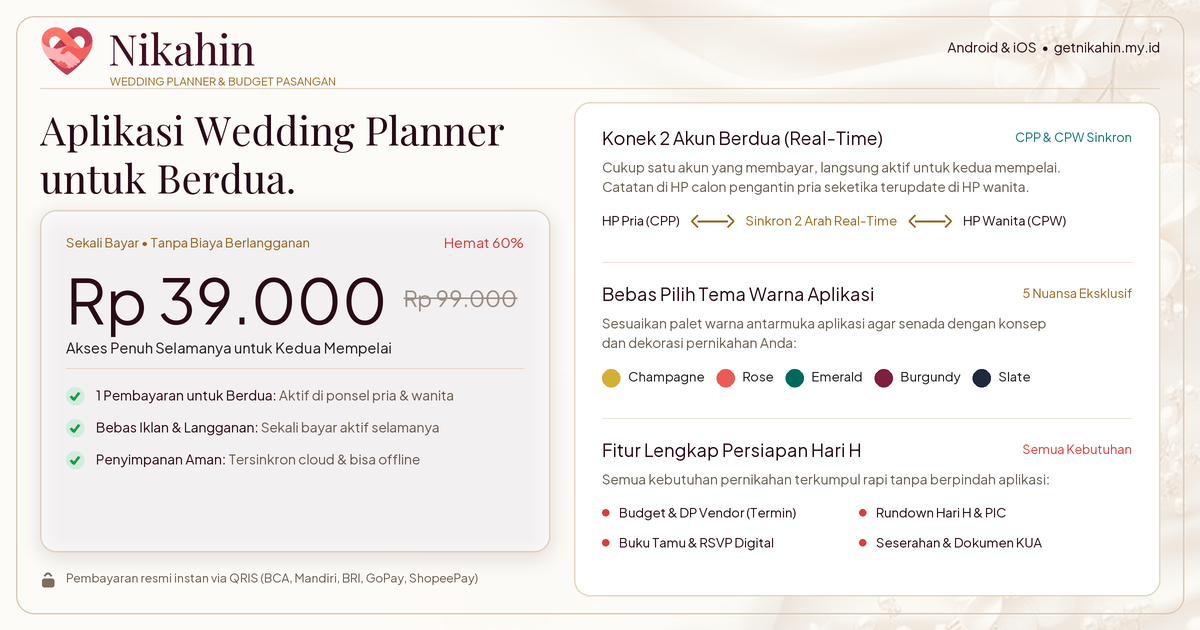 Nikahin
WEDDING PLANNER & BUDGET PASANGAN
Android & iOS • getnikahin.my.id
Aplikasi Wedding Planner
untuk Berdua.
Sekali Bayar • Tanpa Biaya Berlangganan
Hemat 60%
Rp 39.000
Rp 99.000
Akses Penuh Selamanya untuk Kedua Mempelai
1 Pembayaran untuk Berdua: Aktif di ponsel pria & wanita
Bebas Iklan & Langganan: Sekali bayar aktif selamanya
Penyimpanan Aman: Tersinkron cloud & bisa offline
Pembayaran resmi instan via QRIS (BCA, Mandiri, BRI, GoPay, ShopeePay)
Konek 2 Akun Berdua (Real-Time)
CPP & CPW Sinkron
Cukup satu akun yang membayar, langsung aktif untuk kedua mempelai.
Catatan di HP calon pengantin pria seketika terupdate di HP wanita.
HP Pria (CPP)
Sinkron 2 Arah Real-Time
HP Wanita (CPW)
Bebas Pilih Tema Warna Aplikasi
5 Nuansa Eksklusif
Sesuaikan palet warna antarmuka aplikasi agar senada dengan konsep
dan dekorasi pernikahan Anda:
Champagne
Rose
Emerald
Burgundy
Slate
Fitur Lengkap Persiapan Hari H
Semua Kebutuhan
Semua kebutuhan pernikahan terkumpul rapi tanpa berpindah aplikasi:
Budget & DP Vendor (Termin)
Rundown Hari H & PIC
Buku Tamu & RSVP Digital
Seserahan & Dokumen KUA